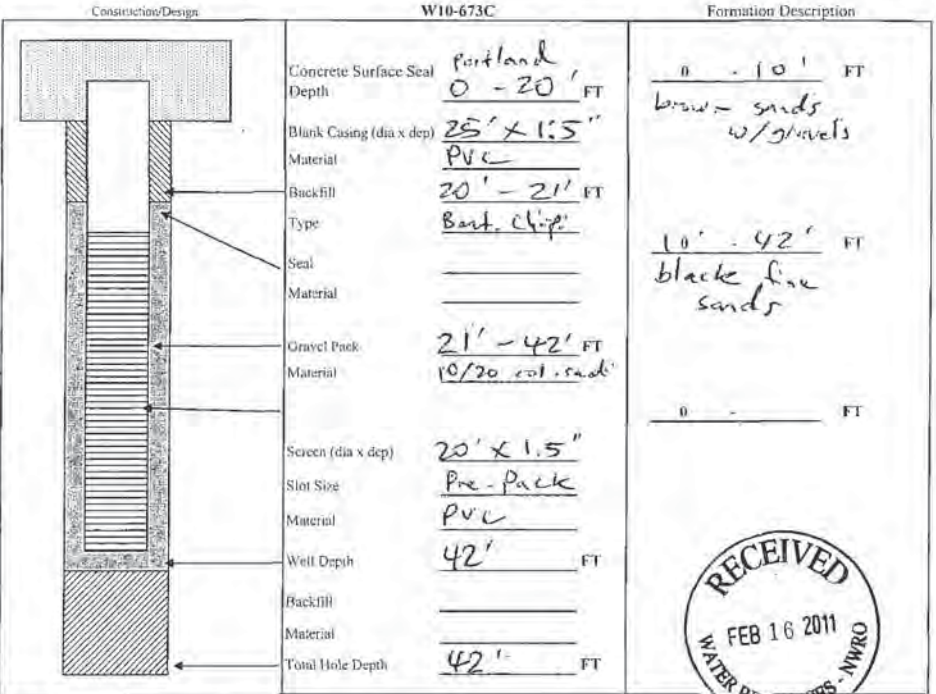 Construction/Design
W10-673C
Formation Description
Concrete Surface Seal
Depth
Portland
0 - 20' FT
Blank Casing (dia x dep) 25' x 1.5"
Material PVC
Backfill 20' - 21' FT
Type Bent. Chips
Seal
Material
Gravel Pack 21' - 42' FT
Material 10/20 col. sand
Screen (dia x dep) 20' x 1.5"
Slot Size Pre-Pack
Material PVC
Well Depth 42' FT
Backfill
Material
Total Hole Depth 42' FT
0 - 10' FT
brown sands
w/gravels
10' - 42' FT
black fine
sands
0 - FT
RECEIVED
FEB 16 2011
WATER
NWRO